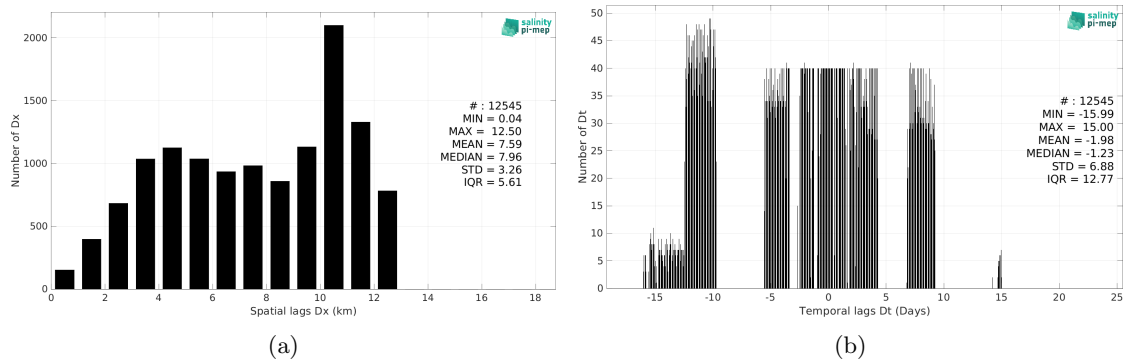 2000
1500
1000
500
0
Number of Dx
0
2
4
6
8
10
12
14
16
18
Spatial lags Dx (km)
salinity
pi-mep
# : 12545
MIN = 0.04
MAX = 12.50
MEAN = 7.59
MEDIAN = 7.96
STD = 3.26
IQR = 5.61
(a)
50
45
40
35
30
25
20
15
10
5
0
Number of Dt
-15
-10
-5
0
5
10
15
20
25
Temporal lags Dt (Days)
salinity
pi-mep
# : 12545
MIN = -15.99
MAX = 15.00
MEAN = -1.98
MEDIAN = -1.23
STD = 6.88
IQR = 12.77
(b)